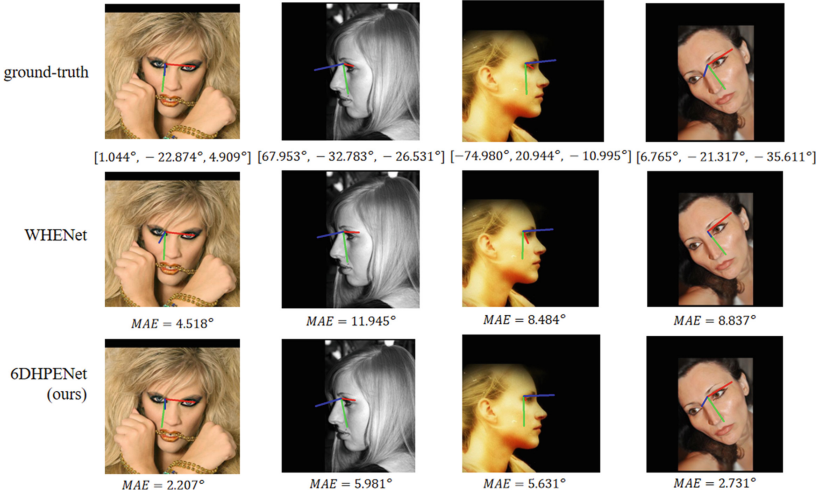 ground-truth
[1.044°, − 22.874°, 4.909°] [67.953°, − 32.783°, − 26.531°] [−74.980°, 20.944°, − 10.995°] [6.765°, − 21.317°, − 35.611°]
WHENet
MAE = 4.518° MAE = 11.945° MAE = 8.484° MAE = 8.837°
6DHPENet
(ours)
MAE = 2.207° MAE = 5.981° MAE = 5.631° MAE = 2.731°